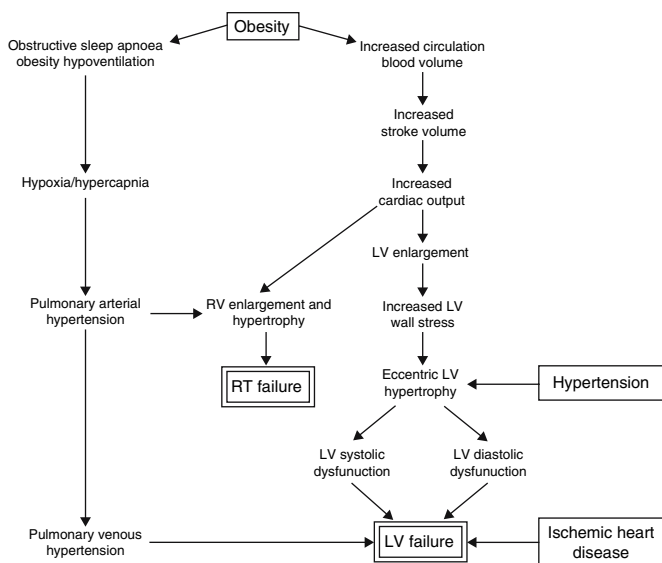 Obesity
Obstructive sleep apnoea
obesity hypoventilation
Increased circulation
blood volume
Increased
stroke volume
Hypoxia/hypercapnia
Increased
cardiac output
LV enlargement
Pulmonary arterial
hypertension
RV enlargement and
hypertrophy
Increased LV
wall stress
RT failure
Eccentric LV
hypertrophy
Hypertension
LV systolic
dysfunuction
LV diastolic
dysfunuction
Pulmonary venous
hypertension
LV failure
Ischemic heart
disease